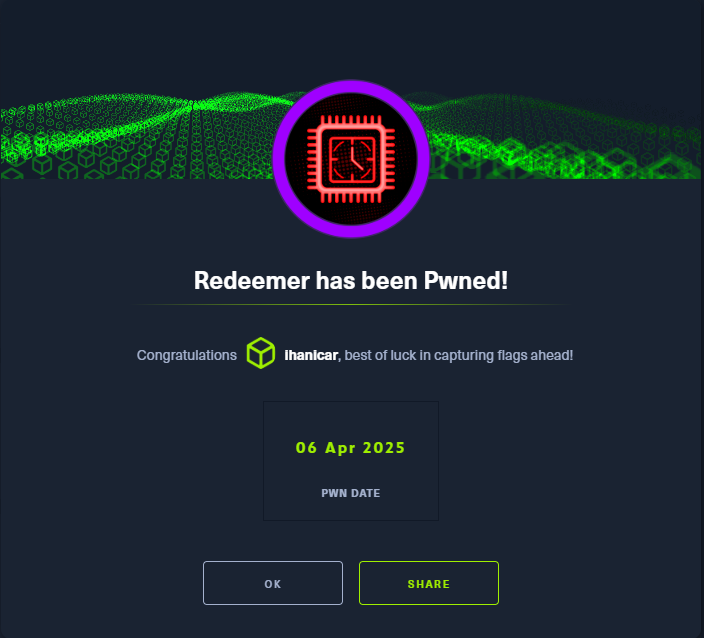 Redeemer has been Pwned!
Congratulations lhanicar, best of luck in capturing flags ahead!
06 Apr 2025
PWN DATE
OK
SHARE